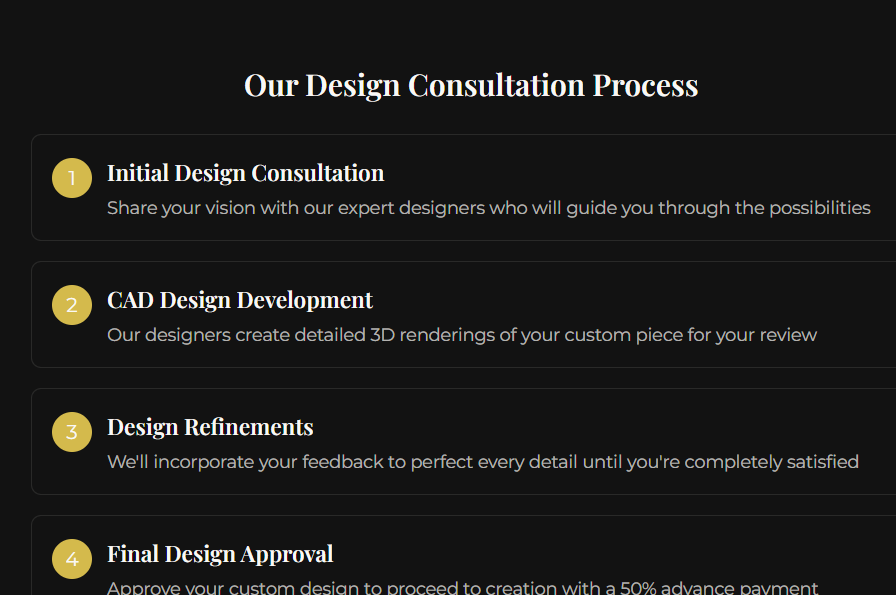 Our Design Consultation Process
1
Initial Design Consultation
Share your vision with our expert designers who will guide you through the possibilities
2
CAD Design Development
Our designers create detailed 3D renderings of your custom piece for your review
3
Design Refinements
We'll incorporate your feedback to perfect every detail until you're completely satisfied
4
Final Design Approval
Approve your custom design to proceed to creation with a 50% advance payment